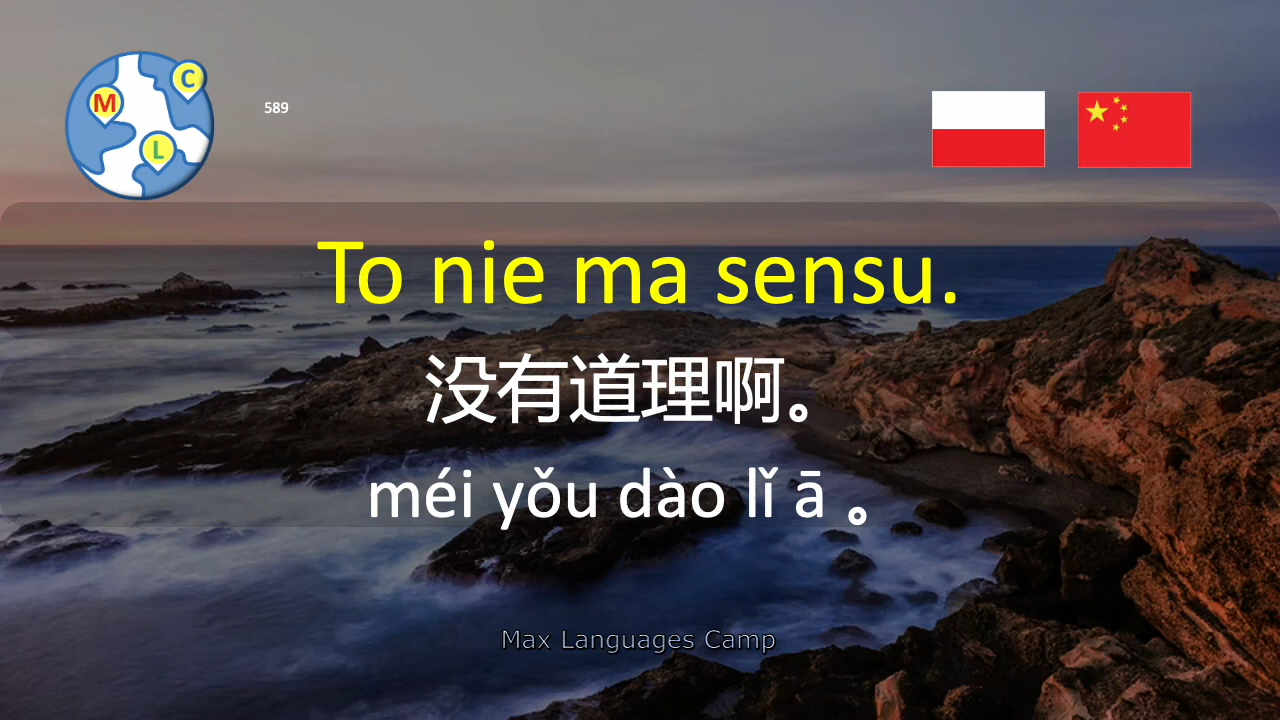 M
C
L
589
To nie ma sensu.
没有道理啊。
méi yǒu dào lǐ ā 。
Max Languages Camp